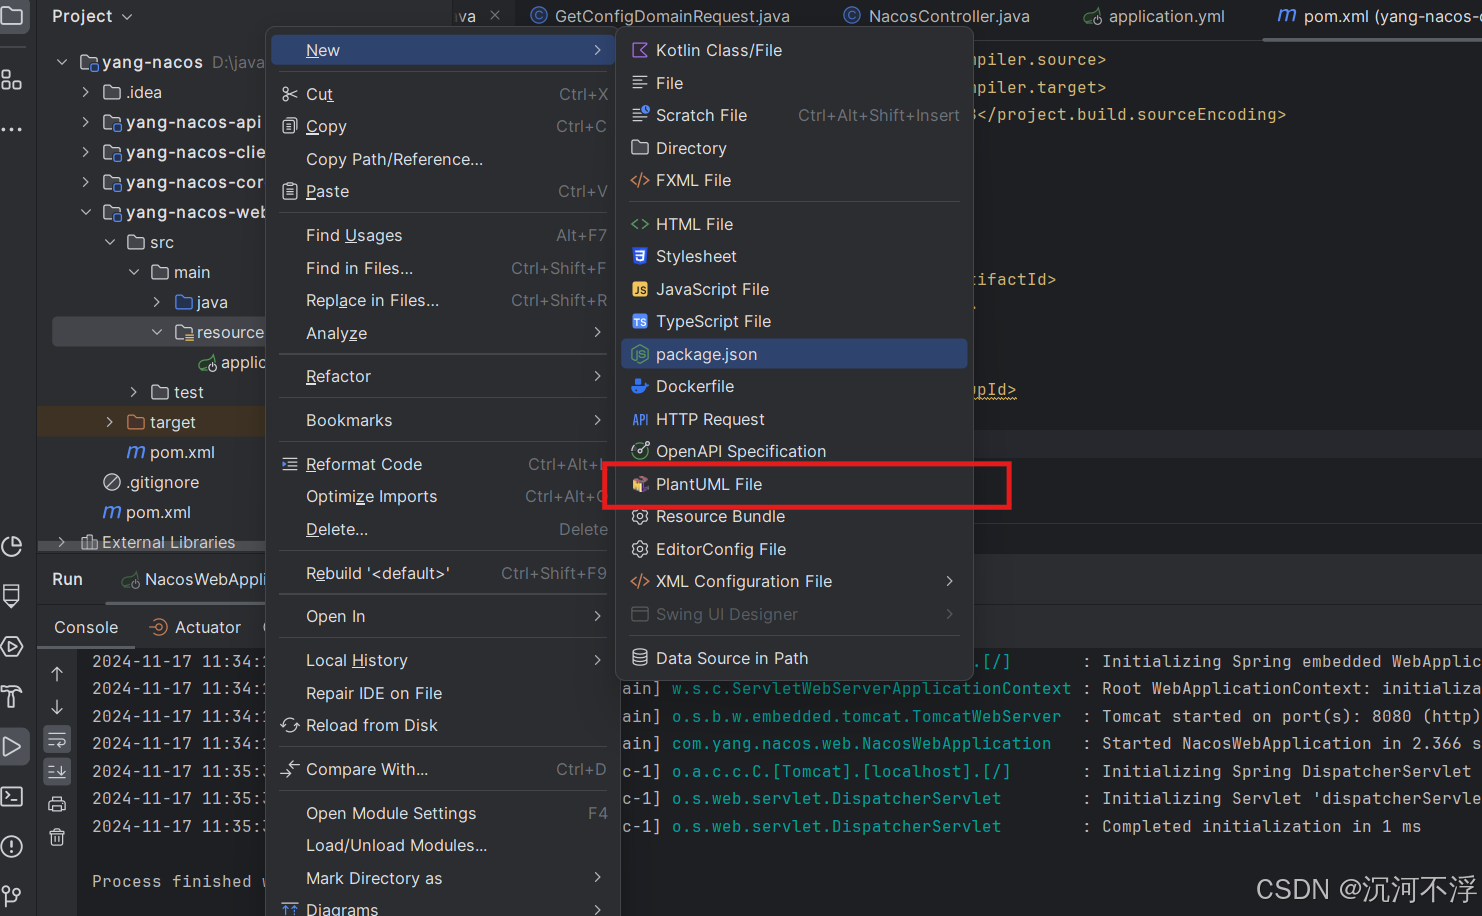 Project
yang-nacos D:\java
.idea
yang-nacos-api
yang-nacos-clie
yang-nacos-cor
yang-nacos-web
src
main
java
resource
applic
test
target
pom.xml
.gitignore
pom.xml
External Libraries
va
GetConfigDomainRequest.java
NacosController.java
application.yml
pom.xml (yang-nacos-c
mpiler.source>
mpiler.target>
</project.build.sourceEncoding>
tifactId>
upId>
New
Cut Ctrl+X
Copy Ctrl+C
Copy Path/Reference...
Paste Ctrl+V
Find Usages Alt+F7
Find in Files... Ctrl+Shift+F
Replace in Files... Ctrl+Shift+R
Analyze
Refactor
Bookmarks
Reformat Code Ctrl+Alt+L
Optimize Imports Ctrl+Alt+O
Delete... Delete
Rebuild '<default>' Ctrl+Shift+F9
Open In
Local History
Repair IDE on File
Reload from Disk
Compare With... Ctrl+D
Open Module Settings F4
Load/Unload Modules...
Mark Directory as
Diagrams
Kotlin Class/File
File
Scratch File Ctrl+Alt+Shift+Insert
Directory
FXML File
HTML File
Stylesheet
JS JavaScript File
TS TypeScript File
package.json
Dockerfile
API HTTP Request
OpenAPI Specification
PlantUML File
Resource Bundle
EditorConfig File
XML Configuration File
Swing UI Designer
Data Source in Path
Run NacosWebAppli
Console Actuator
2024-11-17 11:34: .[/] : Initializing Spring embedded WebApplic
2024-11-17 11:34: ain] w.s.c.ServletWebServerApplicationContext : Root WebApplicationContext: initializa
2024-11-17 11:34: ain] o.s.b.w.embedded.tomcat.TomcatWebServer : Tomcat started on port(s): 8080 (http)
2024-11-17 11:34: ain] com.yang.nacos.web.NacosWebApplication : Started NacosWebApplication in 2.366 s
2024-11-17 11:35: c-1] o.a.c.c.C.[Tomcat].[localhost].[/] : Initializing Spring DispatcherServlet
2024-11-17 11:35: c-1] o.s.web.servlet.DispatcherServlet : Initializing Servlet 'dispatcherServle
2024-11-17 11:35: c-1] o.s.web.servlet.DispatcherServlet : Completed initialization in 1 ms
Process finished w
CSDN @沉河不浮